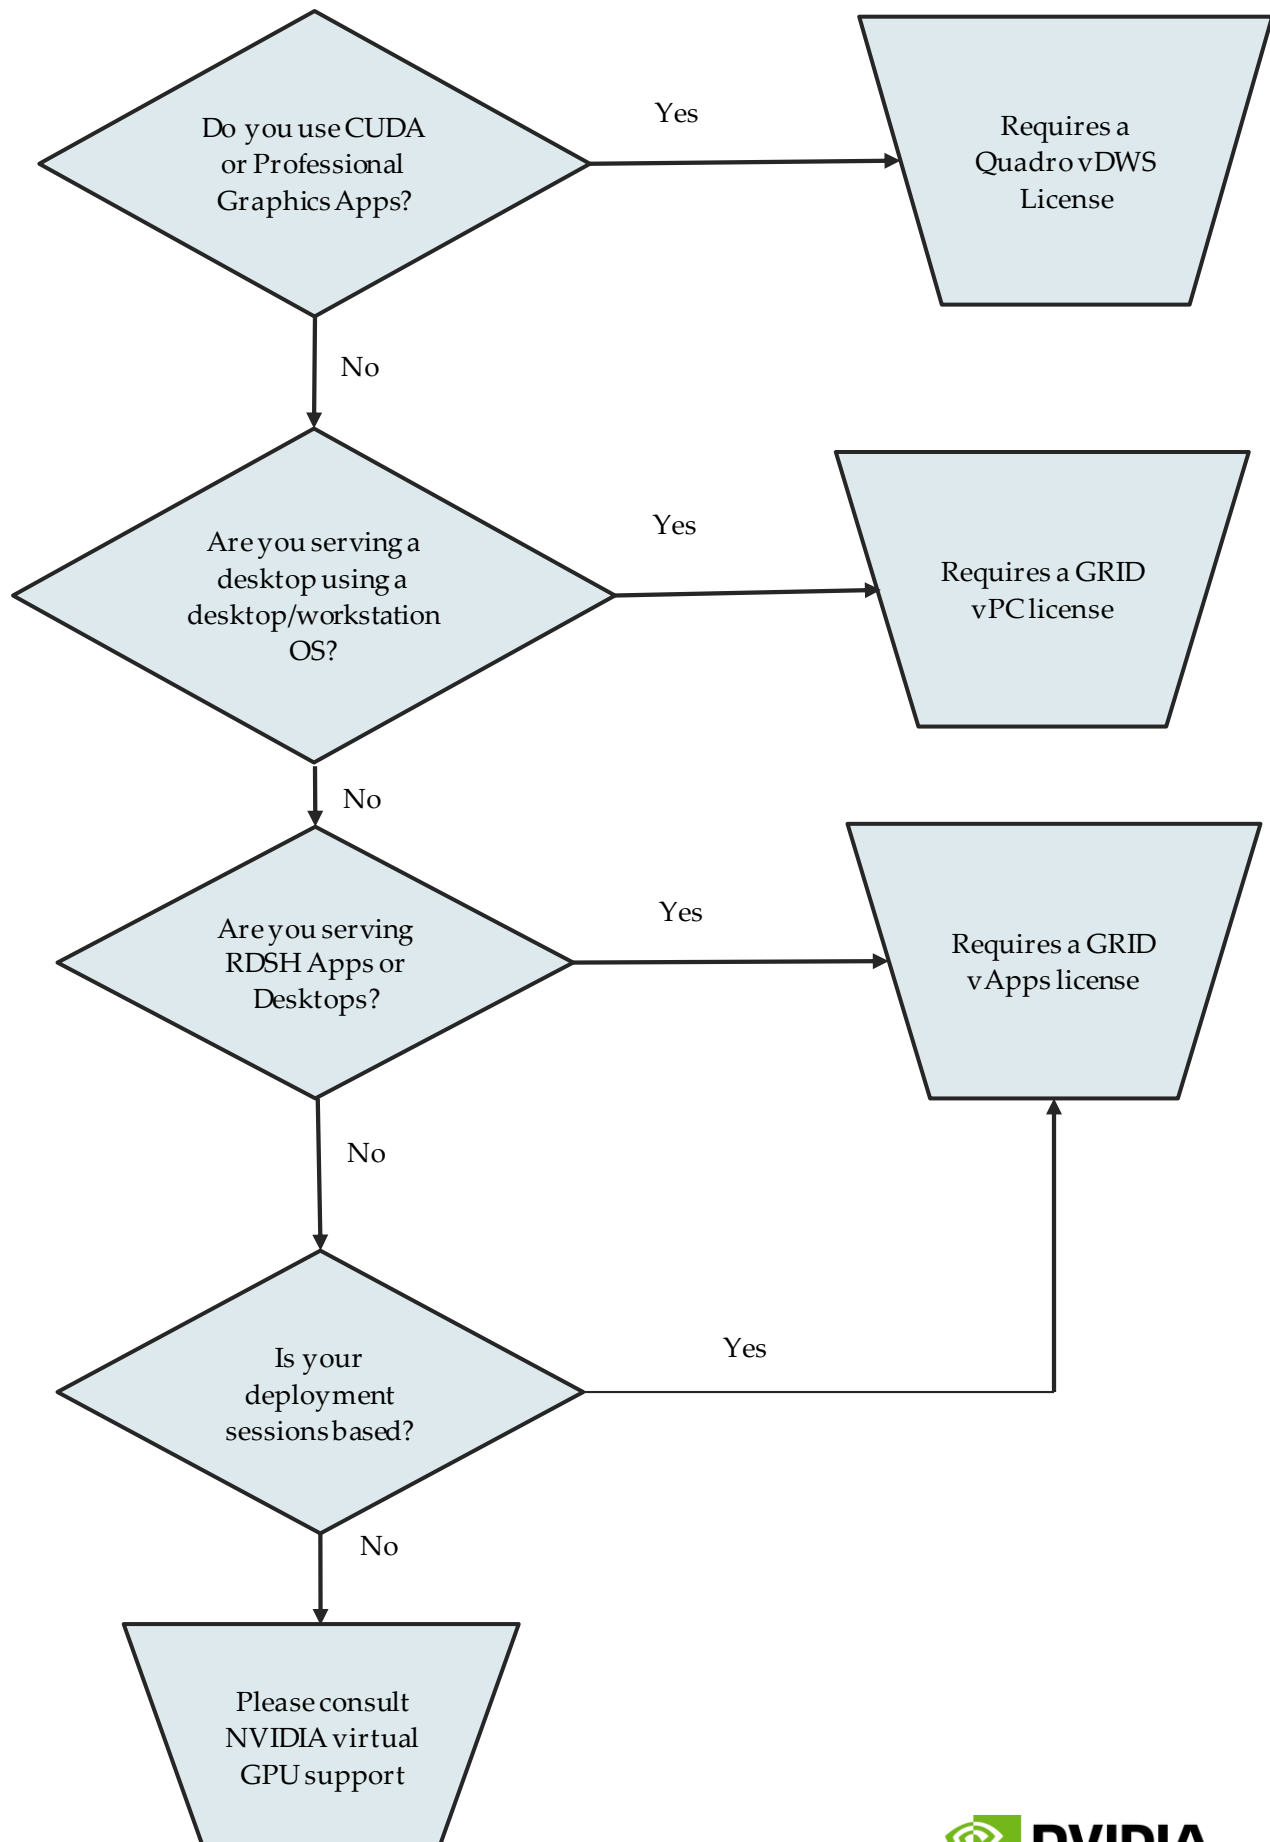 Do you use CUDA
or Professional
Graphics Apps?
Yes
Requires a
Quadro vDWS
License
No
Are you serving a
desktop using a
desktop/workstation
OS?
Yes
Requires a GRID
vPC license
No
Are you serving
RDSH Apps or
Desktops?
Yes
Requires a GRID
vApps license
No
Is your
deployment
sessions based?
Yes
No
Please consult
NVIDIA virtual
GPU support
NVIDIA